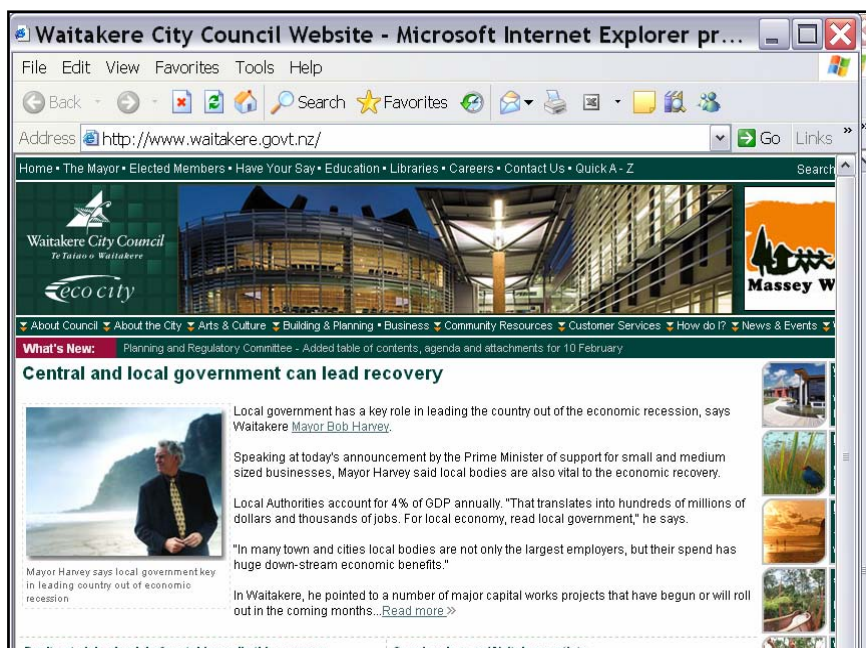 Waitakere City Council Website - Microsoft Internet Explorer pr...
File Edit View Favorites Tools Help
Back Search Favorites
Address http://www.waitakere.govt.nz/ Go Links »
Home ▪ The Mayor ▪ Elected Members ▪ Have Your Say ▪ Education ▪ Libraries ▪ Careers ▪ Contact Us ▪ Quick A - Z Search
Waitakere City Council
Te Taiao o Waitakere
eco city
Massey W
About Council About the City Arts & Culture Building & Planning ▪ Business Community Resources Customer Services How do I? News & Events
What's New: Planning and Regulatory Committee - Added table of contents, agenda and attachments for 10 February
Central and local government can lead recovery
Local government has a key role in leading the country out of the economic recession, says
Waitakere Mayor Bob Harvey.
Speaking at today's announcement by the Prime Minister of support for small and medium
sized businesses, Mayor Harvey said local bodies are also vital to the economic recovery.
Local Authorities account for 4% of GDP annually. "That translates into hundreds of millions of
dollars and thousands of jobs. For local economy, read local government," he says.
"In many town and cities local bodies are not only the largest employers, but their spend has
huge down-stream economic benefits."
In Waitakere, he pointed to a number of major capital works projects that have begun or will roll
out in the coming months...Read more »
Mayor Harvey says local government key
in leading country out of economic
recession